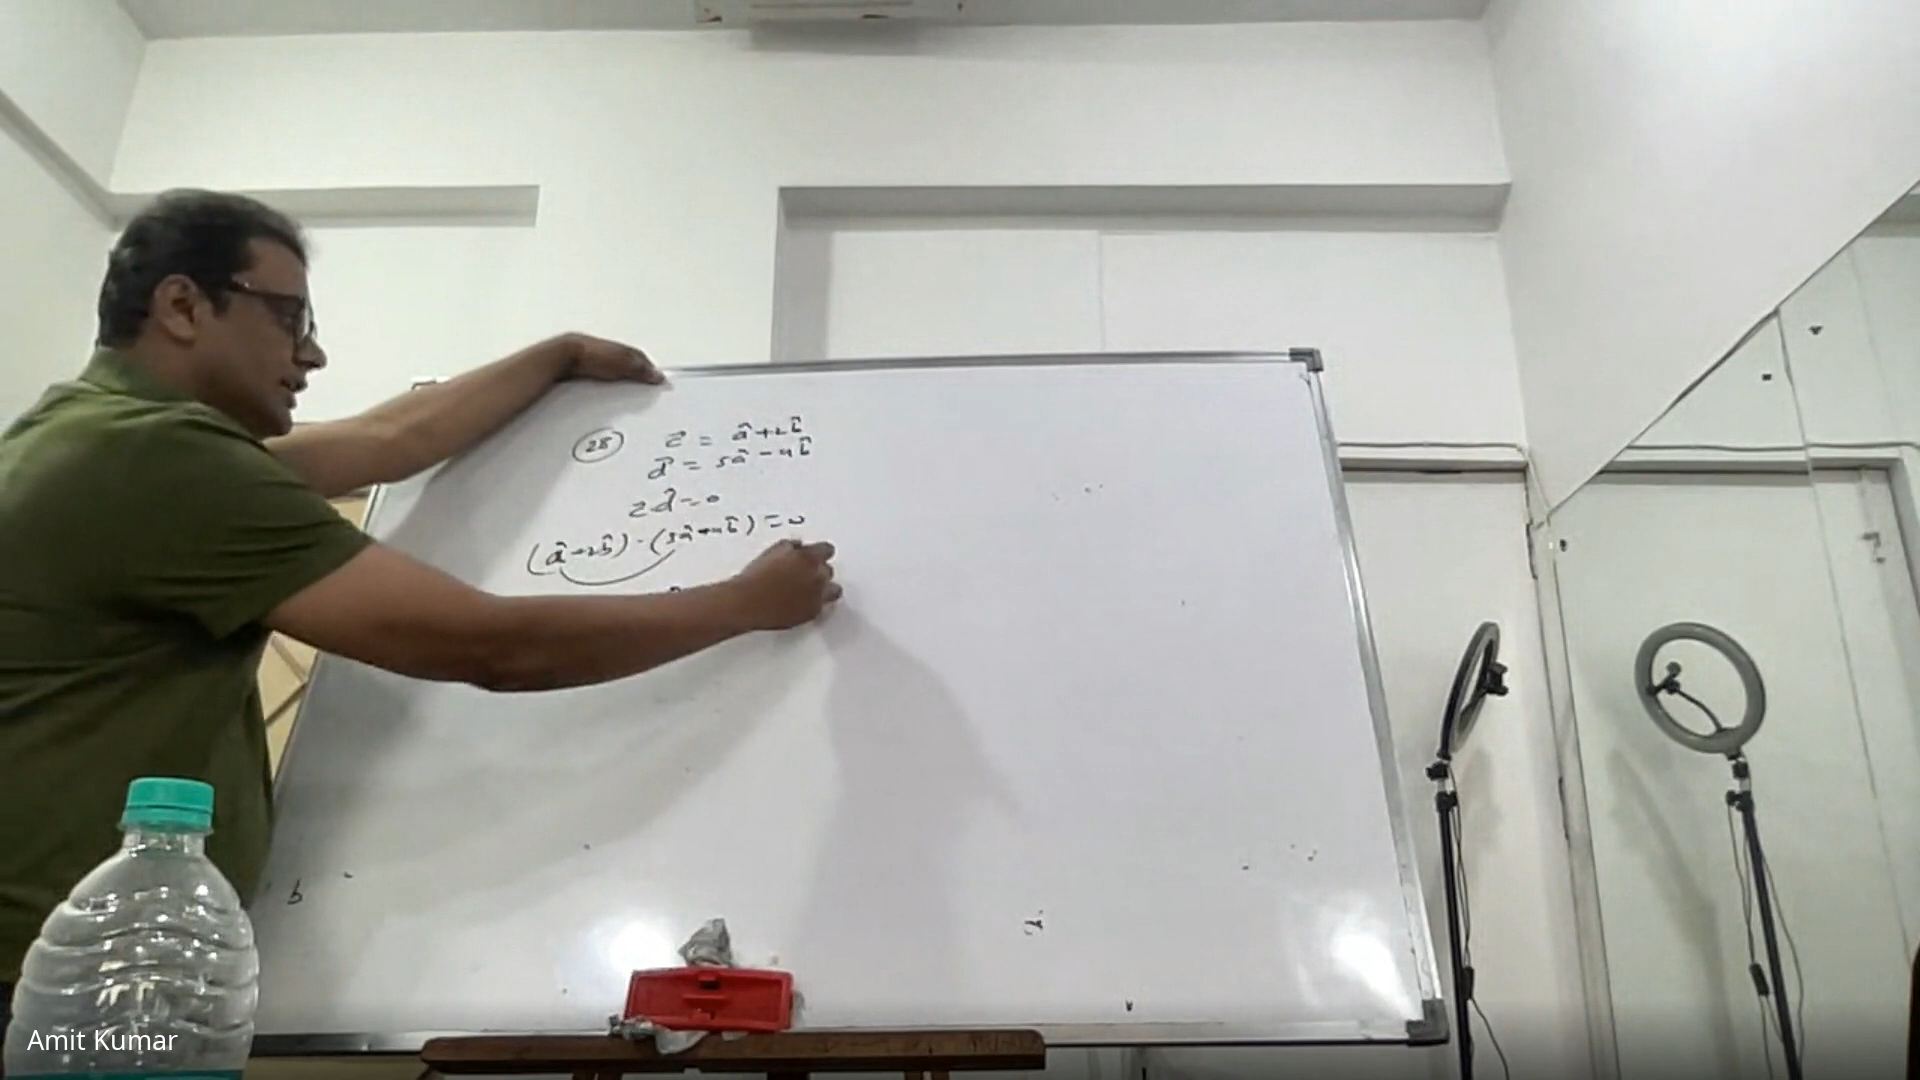 28 c⃗ = â + 2b̂
d⃗ = 5â - 4b̂
c⃗.d⃗ = 0
(â + 2b̂) · (5â - 4b̂) = 0
b
Amit Kumar